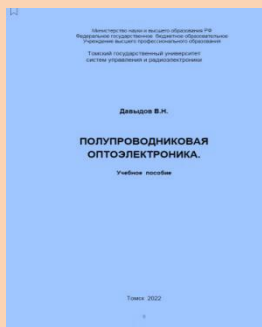 Министерство науки и высшего образования РФ
Федеральное государственное бюджетное образовательное
Учреждение высшего профессионального образования
Томский государственный университет
систем управления и радиоэлектроники
Давыдов В.Н.
ПОЛУПРОВОДНИКОВАЯ
ОПТОЭЛЕКТРОНИКА.
Учебное пособие
Томск 2022